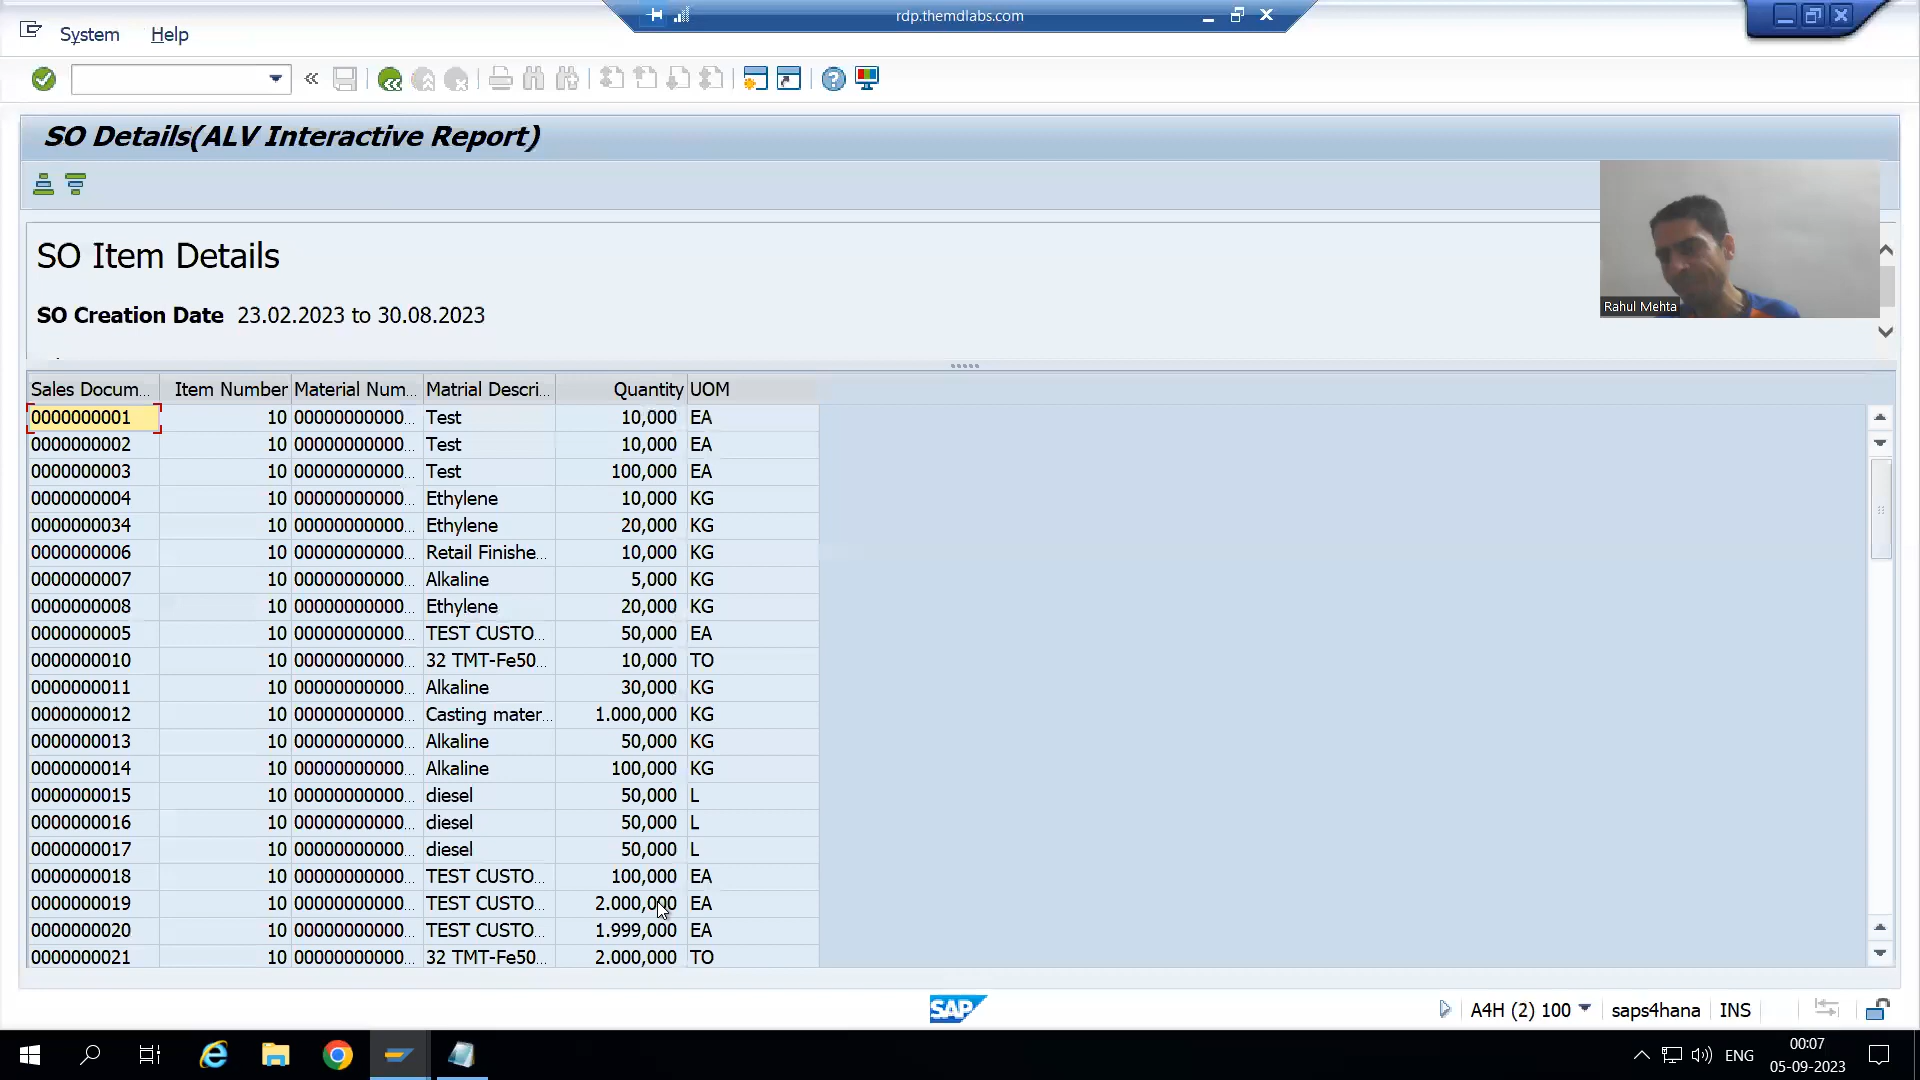 rdp.themdlabs.com
System Help
SO Details(ALV Interactive Report)
SO Item Details
SO Creation Date 23.02.2023 to 30.08.2023
Rahul Mehta
Sales Docum... Item Number Material Num... Matrial Descri... Quantity UOM
0000000001 10 00000000000... Test 10,000 EA
0000000002 10 00000000000... Test 10,000 EA
0000000003 10 00000000000... Test 100,000 EA
0000000004 10 00000000000... Ethylene 10,000 KG
0000000034 10 00000000000... Ethylene 20,000 KG
0000000006 10 00000000000... Retail Finishe... 10,000 KG
0000000007 10 00000000000... Alkaline 5,000 KG
0000000008 10 00000000000... Ethylene 20,000 KG
0000000005 10 00000000000... TEST CUSTO... 50,000 EA
0000000010 10 00000000000... 32 TMT-Fe50... 10,000 TO
0000000011 10 00000000000... Alkaline 30,000 KG
0000000012 10 00000000000... Casting mater... 1.000,000 KG
0000000013 10 00000000000... Alkaline 50,000 KG
0000000014 10 00000000000... Alkaline 100,000 KG
0000000015 10 00000000000... diesel 50,000 L
0000000016 10 00000000000... diesel 50,000 L
0000000017 10 00000000000... diesel 50,000 L
0000000018 10 00000000000... TEST CUSTO... 100,000 EA
0000000019 10 00000000000... TEST CUSTO... 2.000,000 EA
0000000020 10 00000000000... TEST CUSTO... 1.999,000 EA
0000000021 10 00000000000... 32 TMT-Fe50... 2.000,000 TO
SAP A4H (2) 100 saps4hana INS
ENG
00:07
05-09-2023